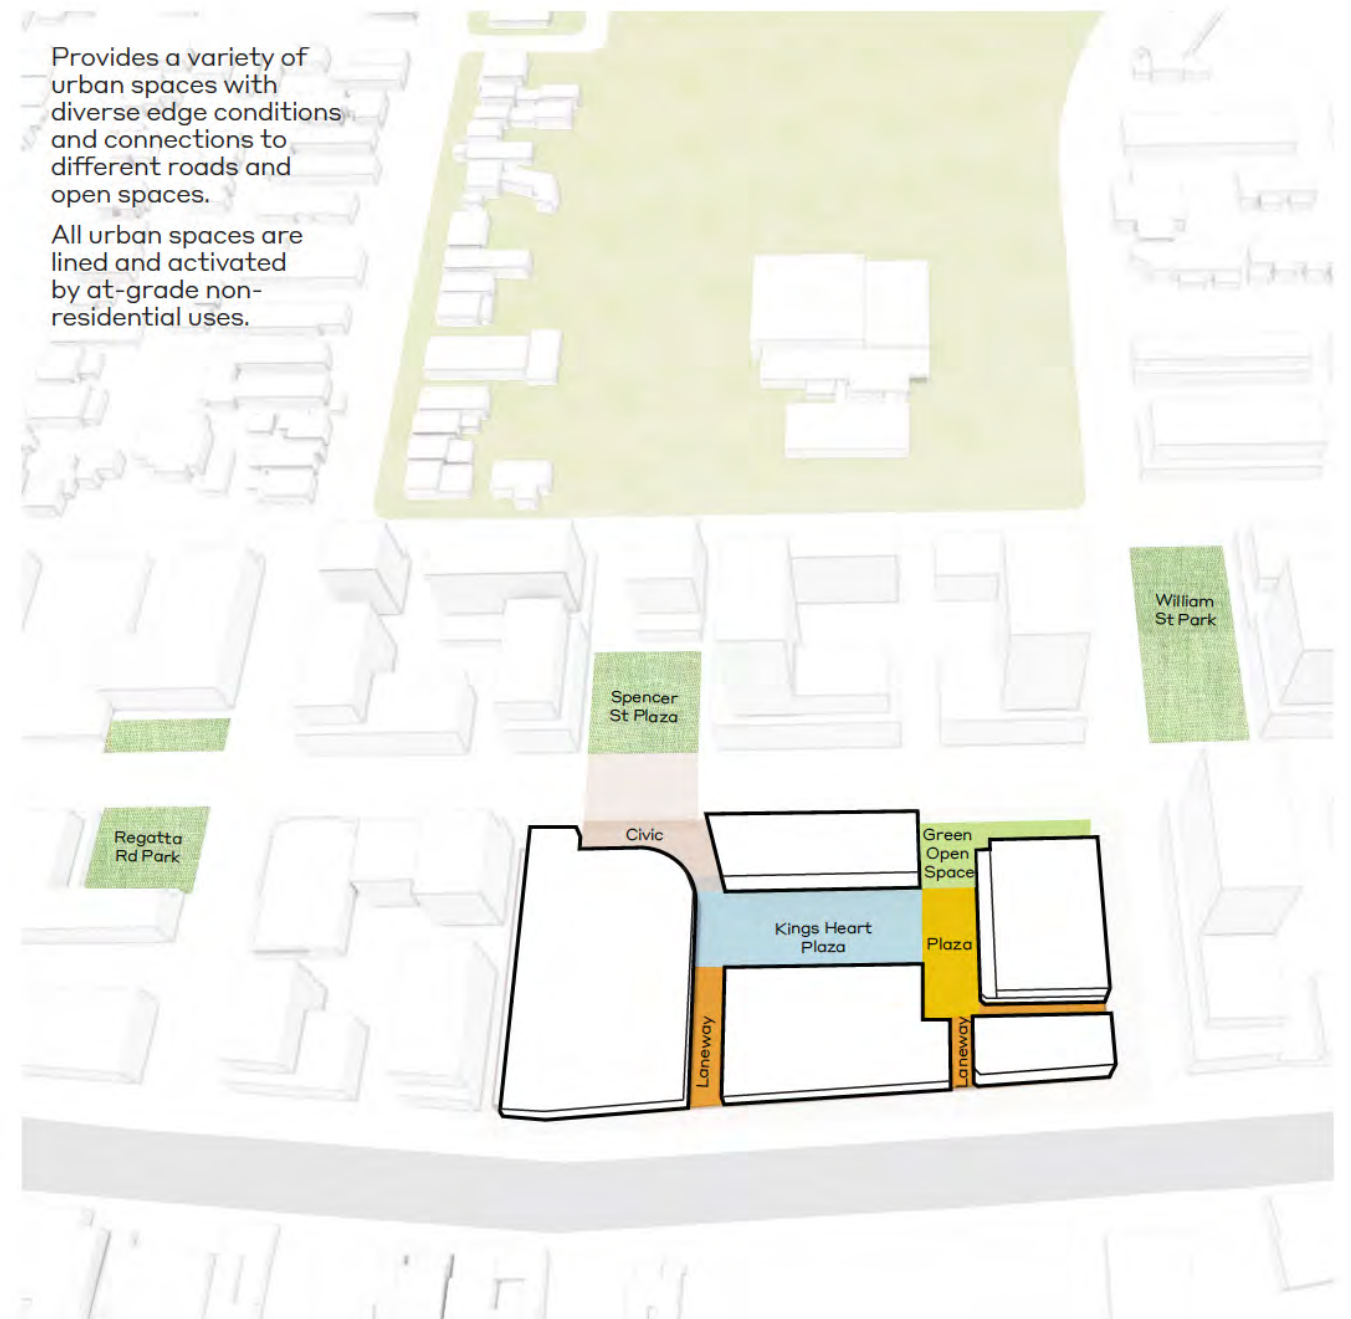 Provides a variety of
urban spaces with
diverse edge conditions
and connections to
different roads and
open spaces.
All urban spaces are
lined and activated
by at-grade non-
residential uses.
William
St Park
Spencer
St Plaza
Regatta
Rd Park
Civic
Green
Open
Space
Kings Heart
Plaza
Plaza
Laneway
Laneway